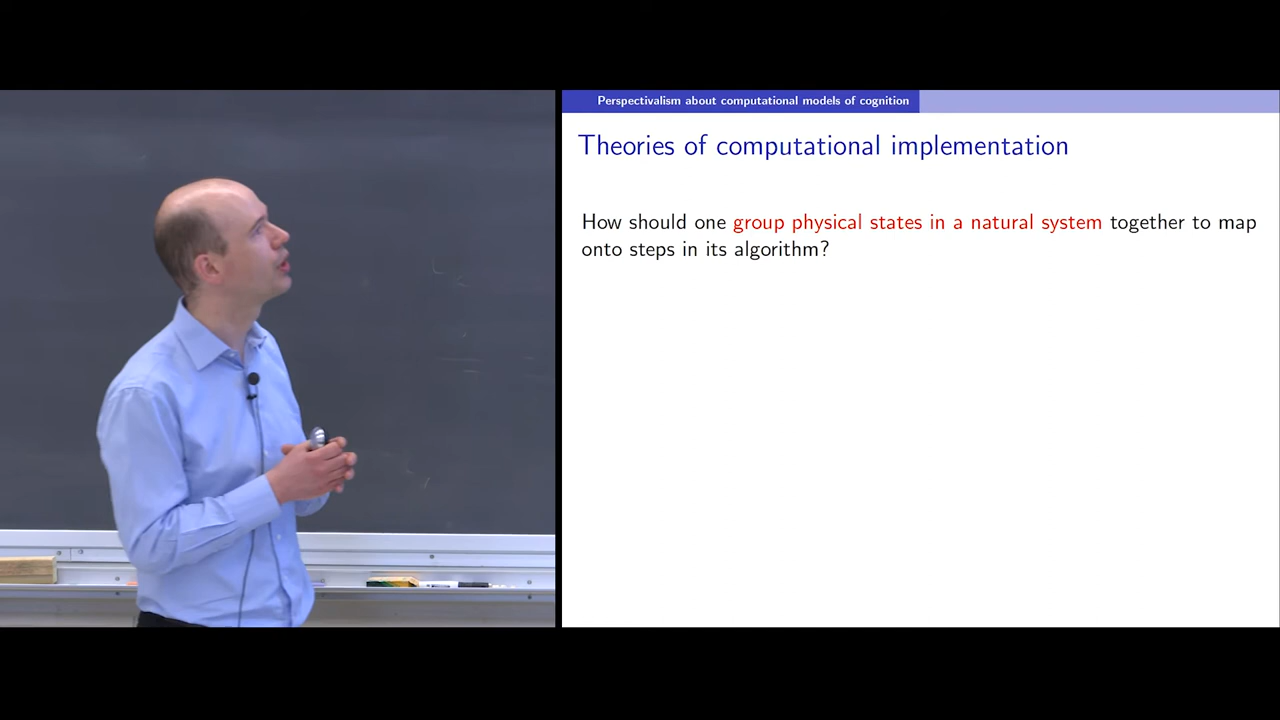 Perspectivalism about computational models of cognition
Theories of computational implementation
How should one group physical states in a natural system together to map
onto steps in its algorithm?